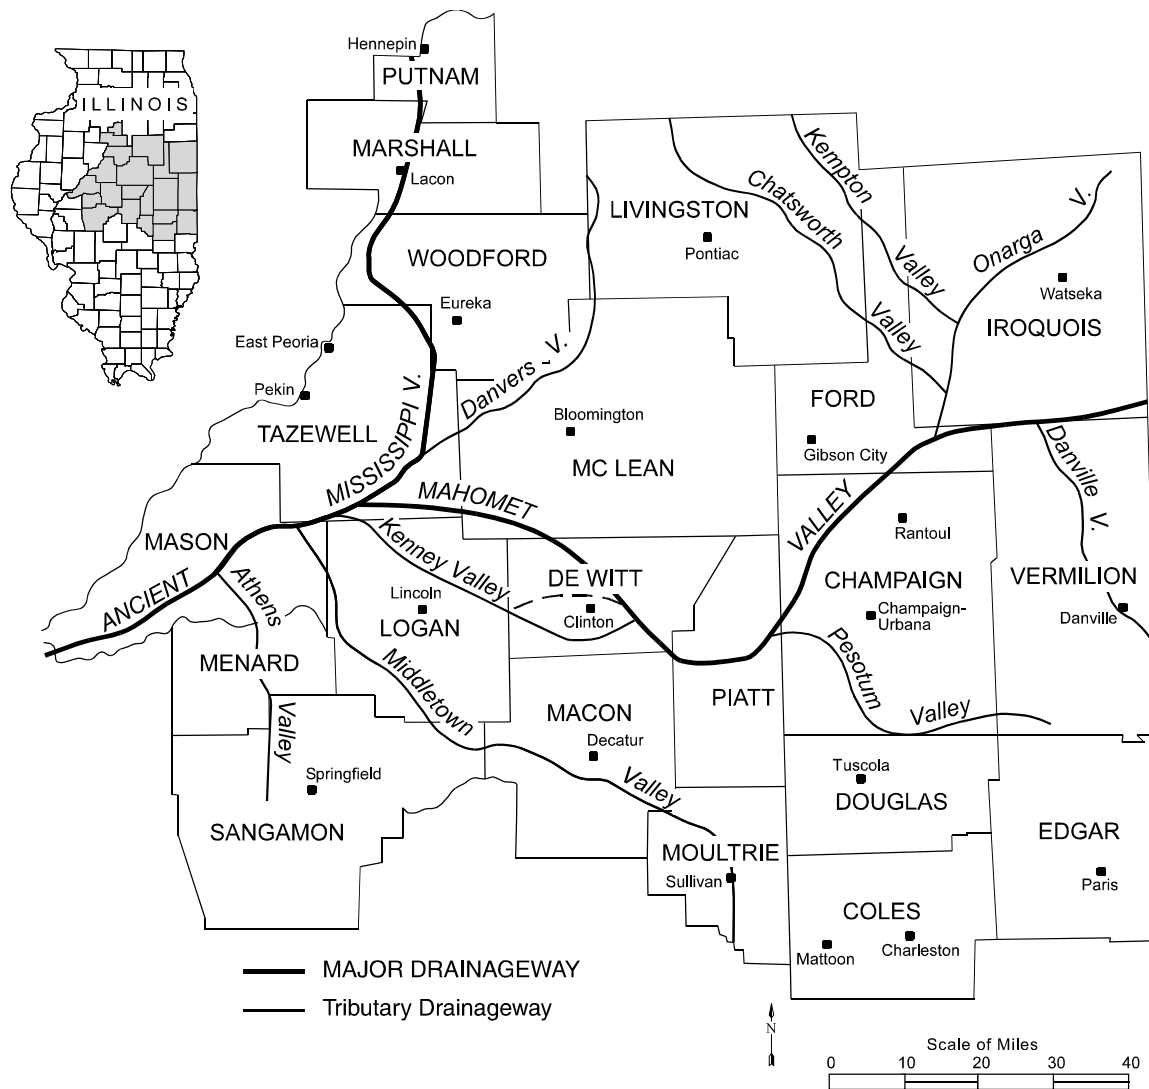 Hennepin
PUTNAM
ILLINOIS
MARSHALL
Lacon
Kempton
Valley
Chatsworth
Valley
Onarga
V.
LIVINGSTON
Pontiac
WOODFORD
Eureka
Watseka
IROQUOIS
East Peoria
Pekin
Danvers V.
FORD
Gibson City
TAZEWELL
Bloomington
MC LEAN
MISSISSIPPI V.
MAHOMET
VALLEY
Danville
V.
Rantoul
MASON
ANCIENT
Athens
Valley
Kenney Valley
DE WITT
Clinton
Lincoln
LOGAN
CHAMPAIGN
Champaign-
Urbana
VERMILION
Danville
MENARD
Middletown
Valley
PIATT
Pesotum
Valley
MACON
Decatur
Springfield
SANGAMON
Tuscola
DOUGLAS
EDGAR
Paris
MOULTRIE
Sullivan
COLES
Mattoon
Charleston
MAJOR DRAINAGEWAY
Tributary Drainageway
N
Scale of Miles
0 10 20 30 40